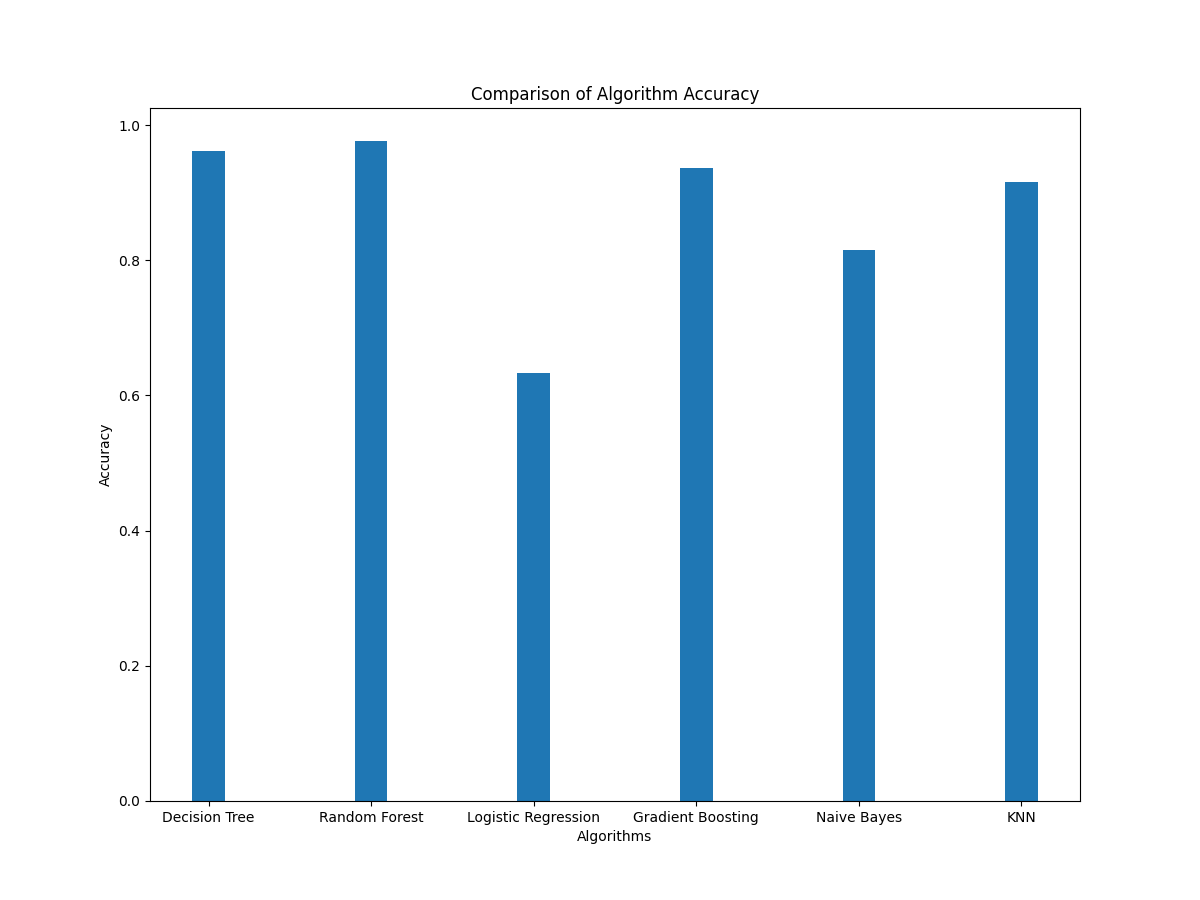 Comparison of Algorithm Accuracy
1.0
0.8
0.6
0.4
0.2
0.0
Accuracy
Decision Tree Random Forest Logistic Regression Gradient Boosting Naive Bayes KNN
Algorithms